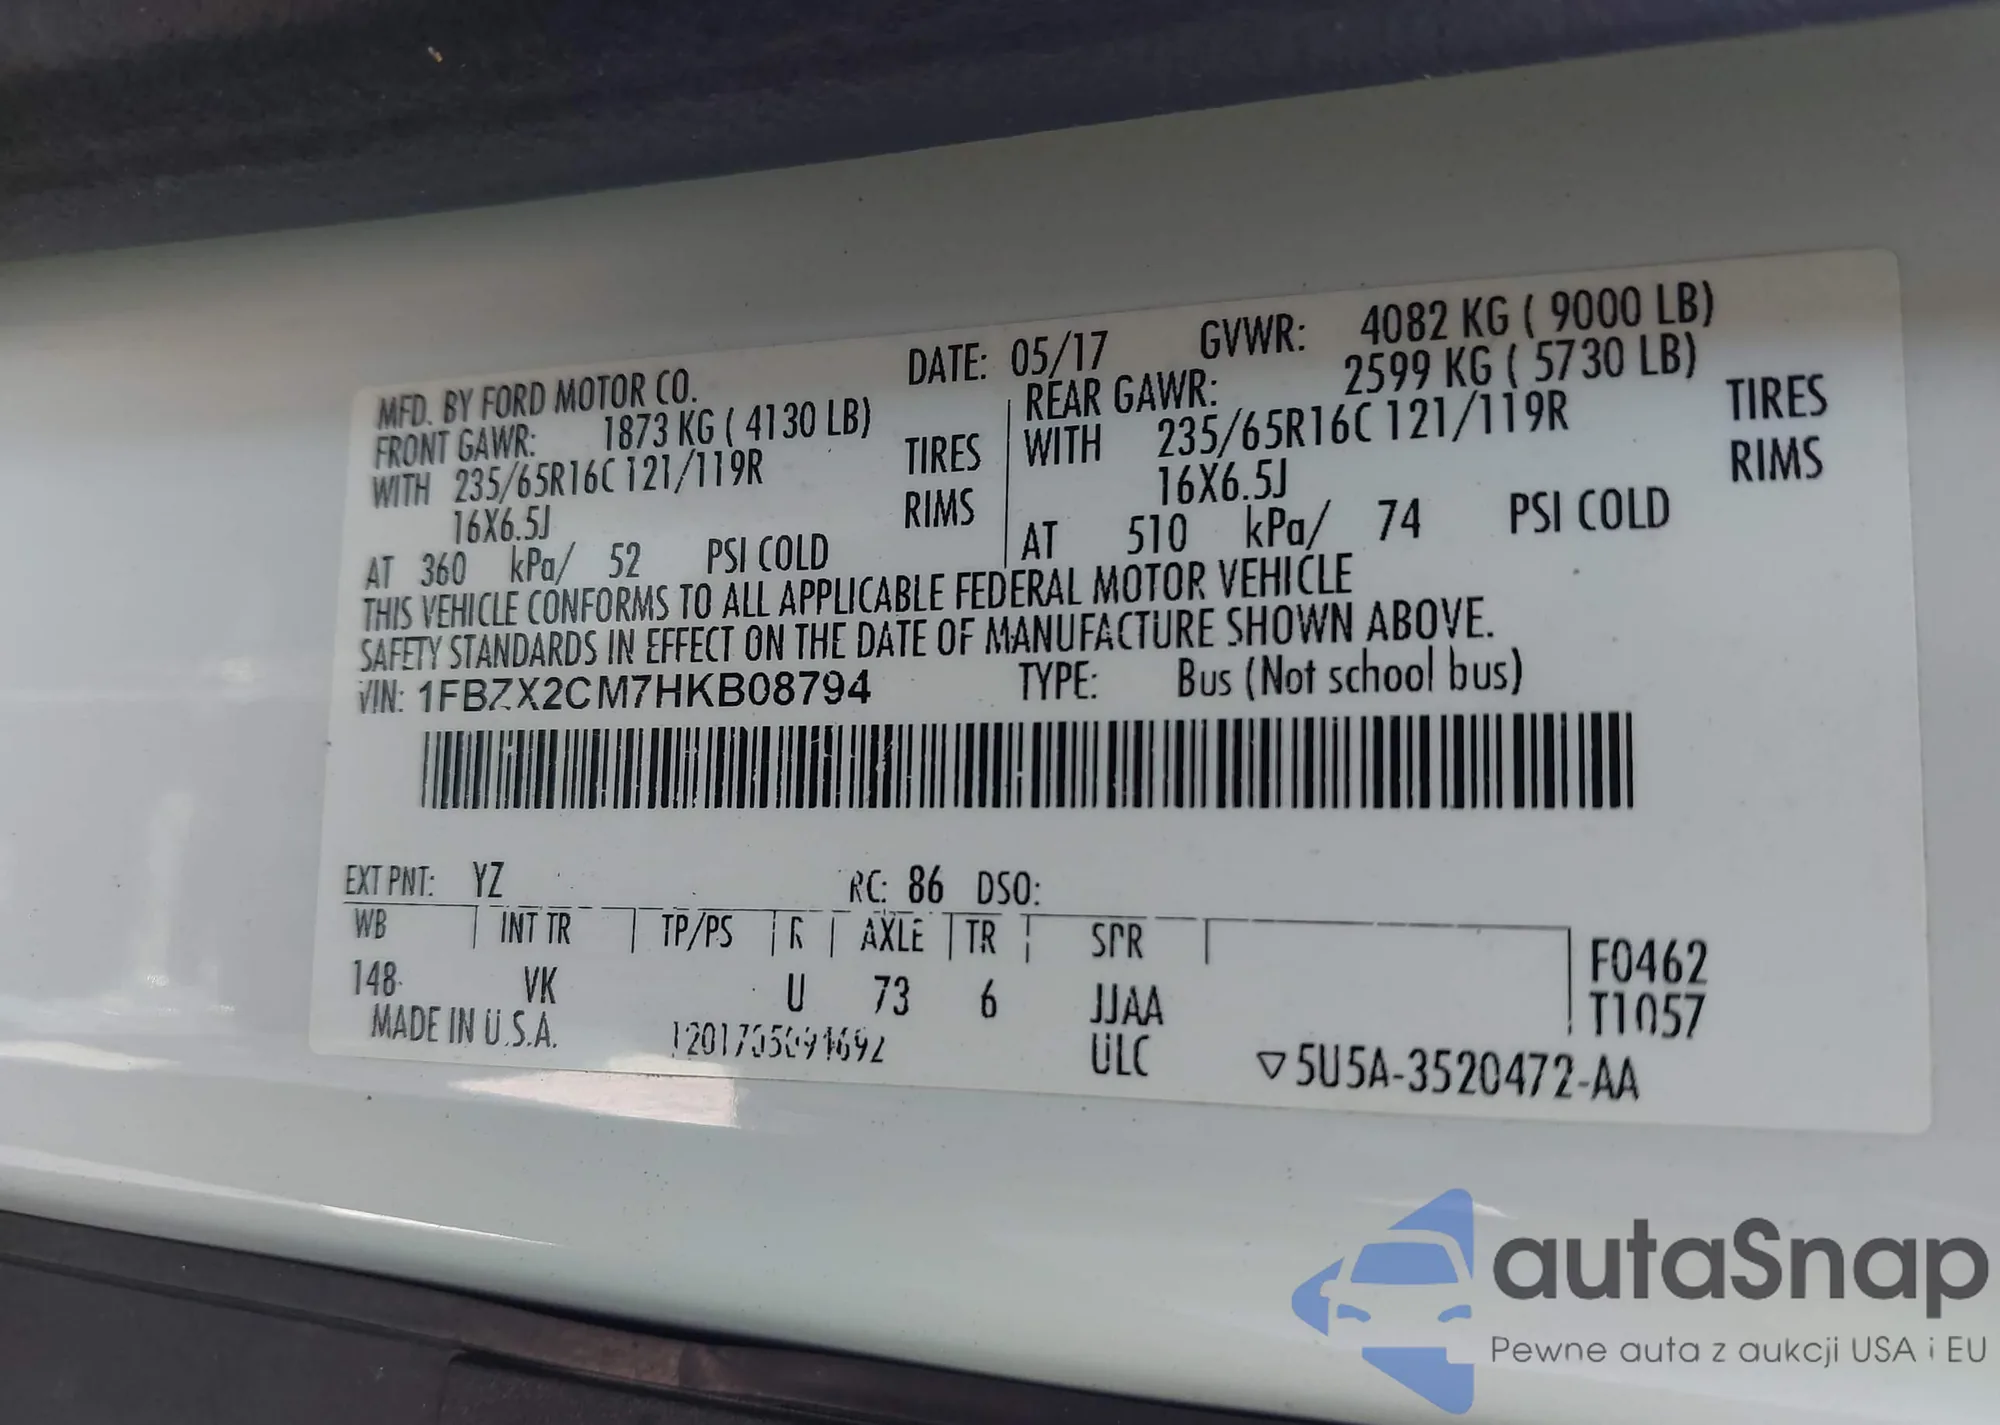 MFD. BY FORD MOTOR CO. DATE: 05/17 GVWR: 4082 KG ( 9000 LB)
FRONT GAWR: 1873 KG ( 4130 LB) REAR GAWR: 2599 KG ( 5730 LB)
WITH 235/65R16C 121/119R TIRES WITH 235/65R16C 121/119R TIRES
16X6.5J RIMS 16X6.5J RIMS
AT 360 kPa/ 52 PSI COLD AT 510 kPa/ 74 PSI COLD
THIS VEHICLE CONFORMS TO ALL APPLICABLE FEDERAL MOTOR VEHICLE
SAFETY STANDARDS IN EFFECT ON THE DATE OF MANUFACTURE SHOWN ABOVE.
VIN: 1FBZX2CM7HKB08794 TYPE: Bus (Not school bus)
EXT PNT: YZ RC: 86 DSO:
WB INT TR TP/PS R AXLE TR SPR
148 VK U 73 6 JJAA
F0462
T1057
MADE IN U.S.A. ULC ▽5U5A-3520472-AA
autaSnap
Pewne auta z aukcji USA i EU